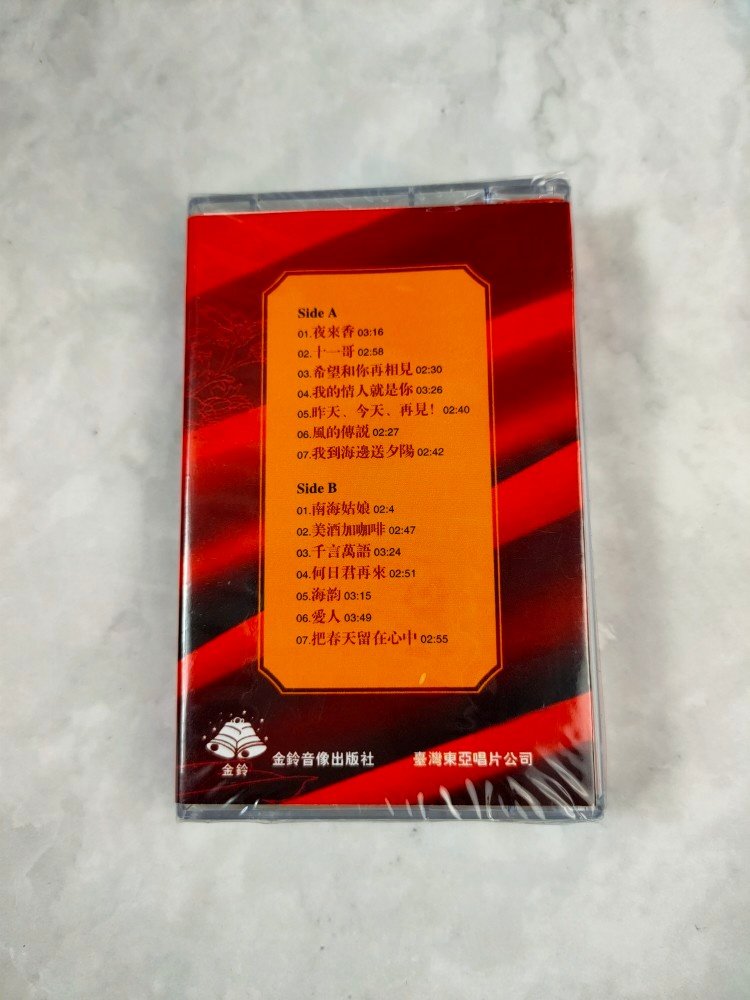 Side A
01.夜來香 03:16
02.十一哥 02:58
03.希望和你再相見 02:30
04.我的情人就是你 03:26
05.昨天、今天、再見! 02:40
06.風的傳説 02:27
07.我到海邊送夕陽 02:42
Side B
01.南海姑娘 02:4
02.美酒加咖啡 02:47
03.千言萬語 03:24
04.何日君再來 02:51
05.海韵 03:15
06.愛人 03:49
07.把春天留在心中 02:55
金鈴
金鈴音像出版社 臺灣東亞唱片公司